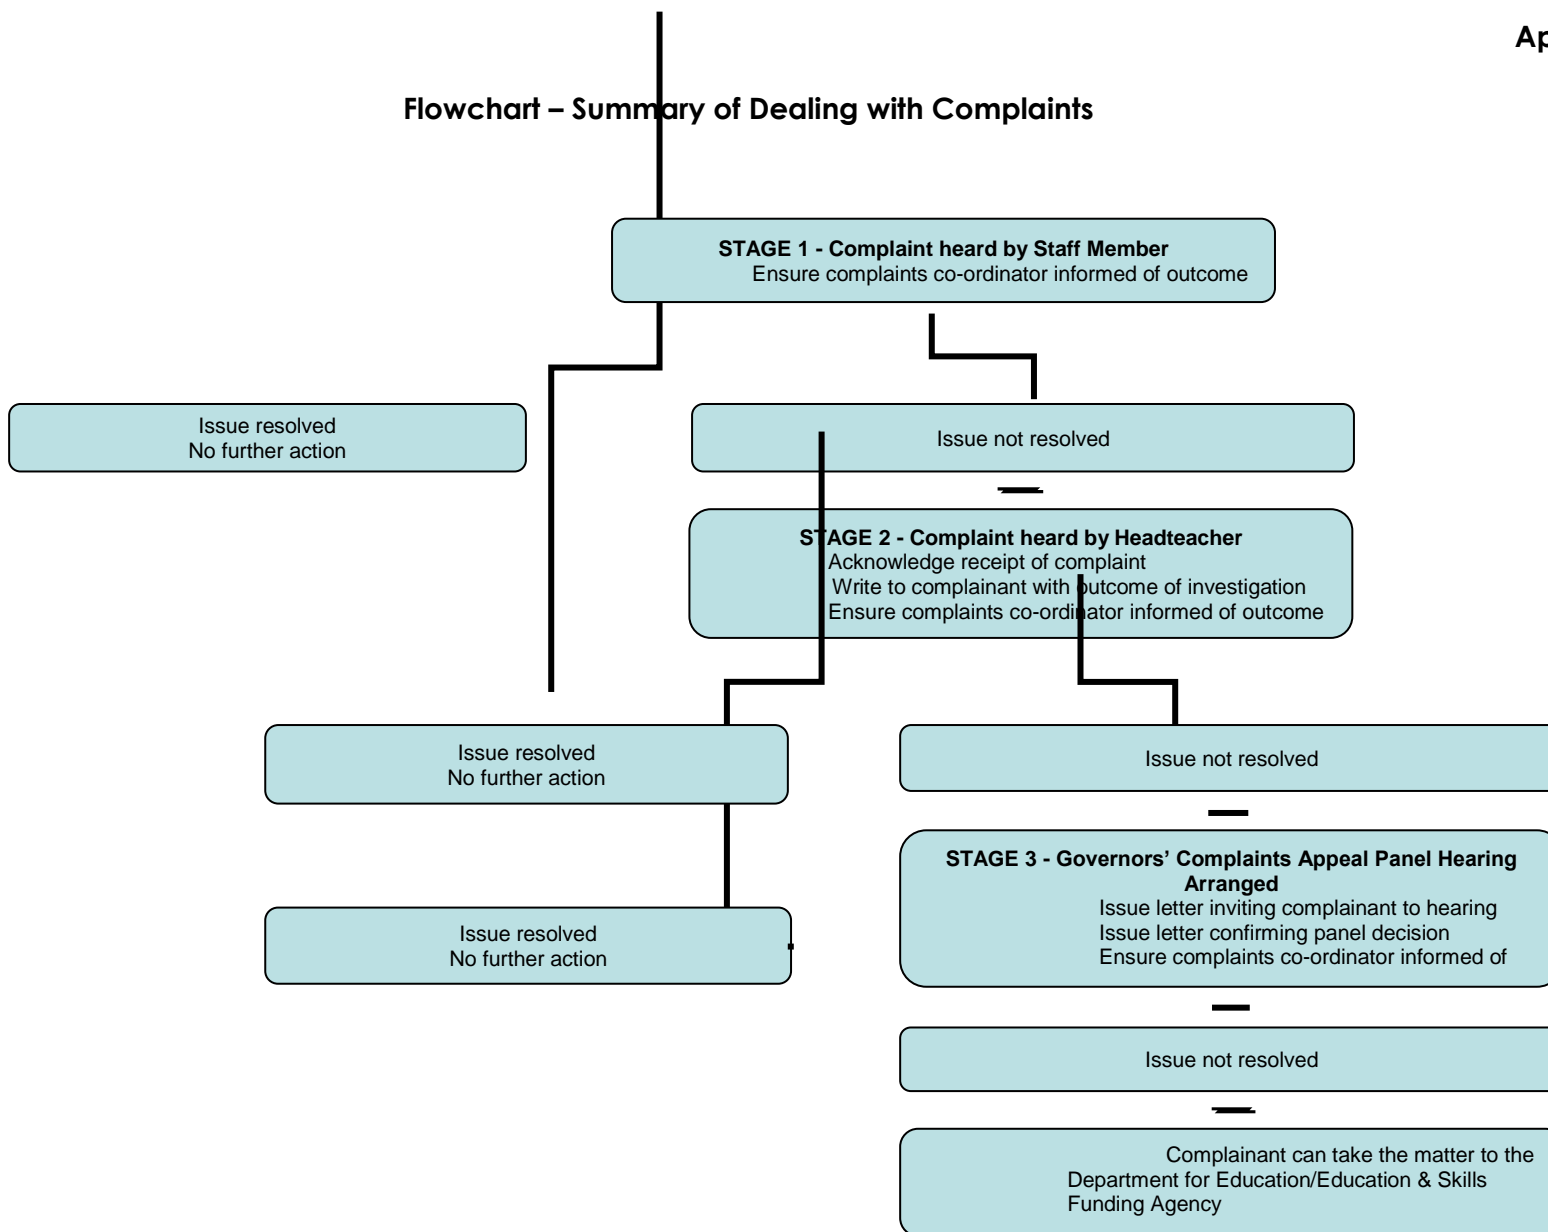 Ap
Flowchart – Summary of Dealing with Complaints
STAGE 1 - Complaint heard by Staff Member
Ensure complaints co-ordinator informed of outcome
Issue resolved
No further action
Issue not resolved
STAGE 2 - Complaint heard by Headteacher
Acknowledge receipt of complaint
Write to complainant with outcome of investigation
Ensure complaints co-ordinator informed of outcome
Issue resolved
No further action
Issue not resolved
STAGE 3 - Governors’ Complaints Appeal Panel Hearing
Arranged
Issue letter inviting complainant to hearing
Issue letter confirming panel decision
Ensure complaints co-ordinator informed of
Issue resolved
No further action
Issue not resolved
Complainant can take the matter to the
Department for Education/Education & Skills
Funding Agency